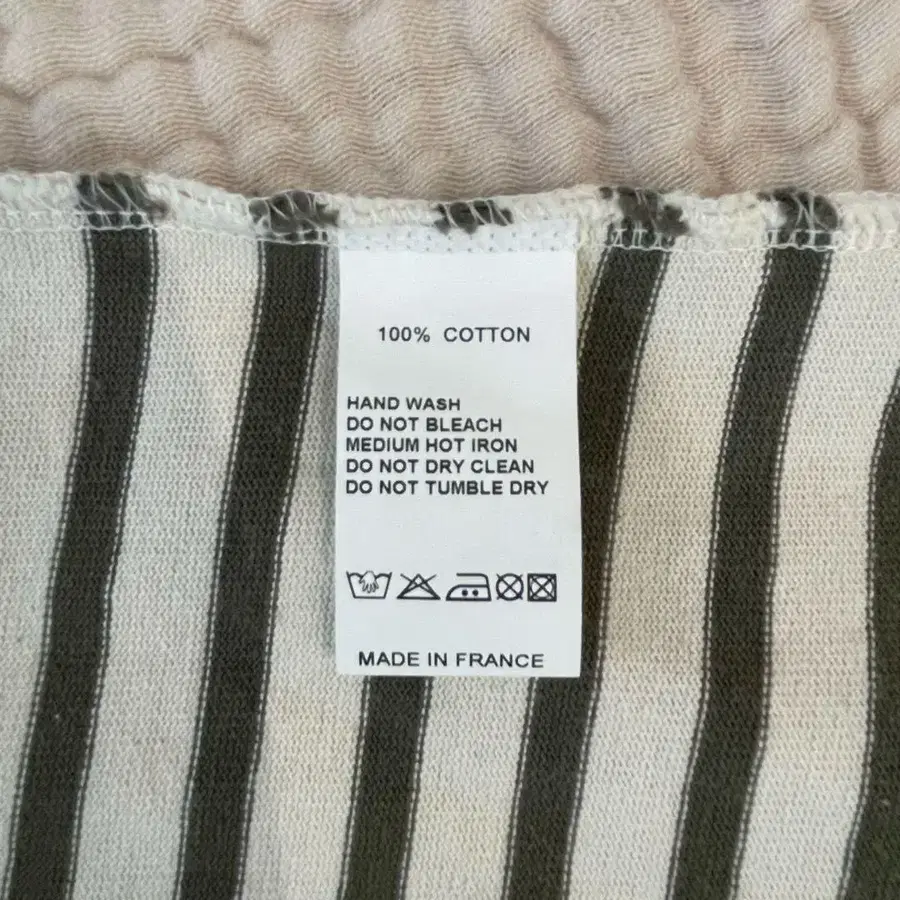 100% COTTON
HAND WASH
DO NOT BLEACH
MEDIUM HOT IRON
DO NOT DRY CLEAN
DO NOT TUMBLE DRY
MADE IN FRANCE